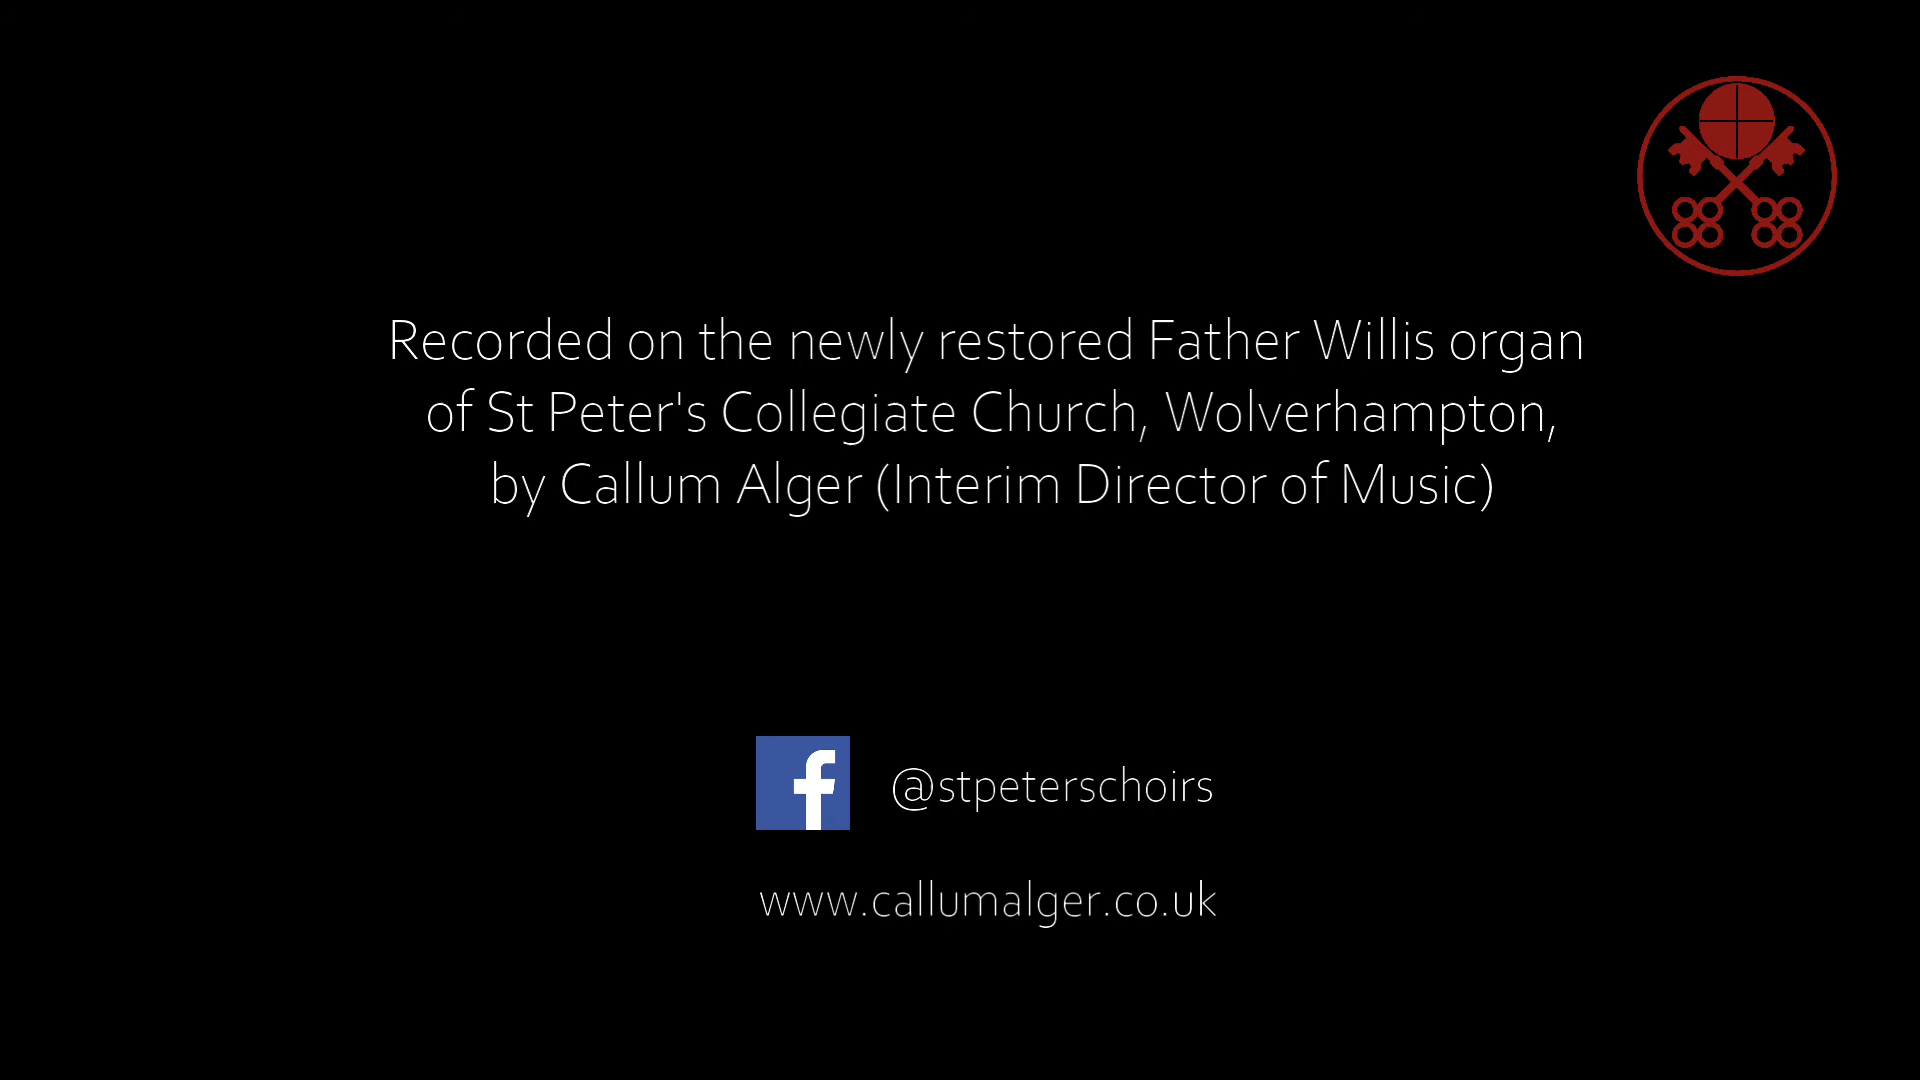 Recorded on the newly restored Father Willis organ
of St Peter's Collegiate Church, Wolverhampton,
by Callum Alger (Interim Director of Music)
@stpeterschoirs
www.callumalger.co.uk